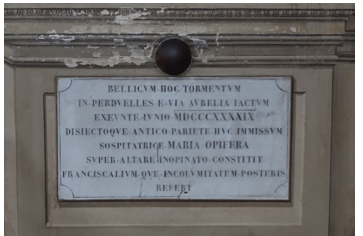 BELLICVM HOC TORMENTVM
IN PERDVELLES E VIA AVRELIA IACTVM
EXEVNTE IVNIO MDCCCXXXXIX
DISIECTOQVE ANTICO PARIETE HVC IMMISSVM
SOSPITATRICE MARIA OPIFERA
SVPER ALTARE INOPINATO CONSTITIT
FRANCISCALIVM QVE INCOLVMITATEM POSTERIS
REFERT